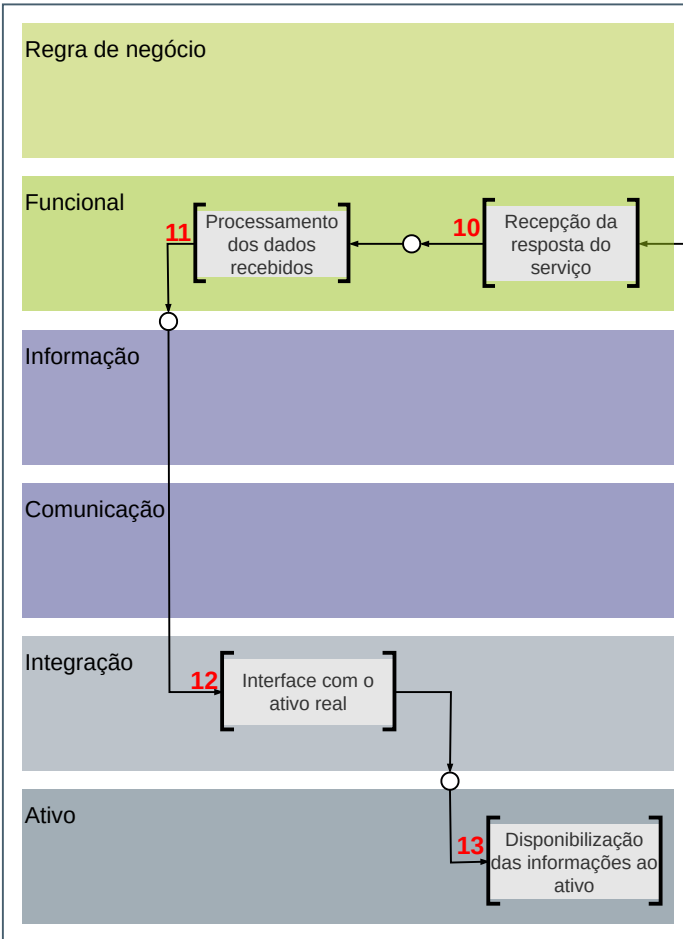 Regra de negócio
Funcional
11
Processamento
dos dados
recebidos
10
Recepção da
resposta do
serviço
Informação
Comunicação
Integração
12
Interface com o
ativo real
Ativo
13
Disponibilização
das informações ao
ativo